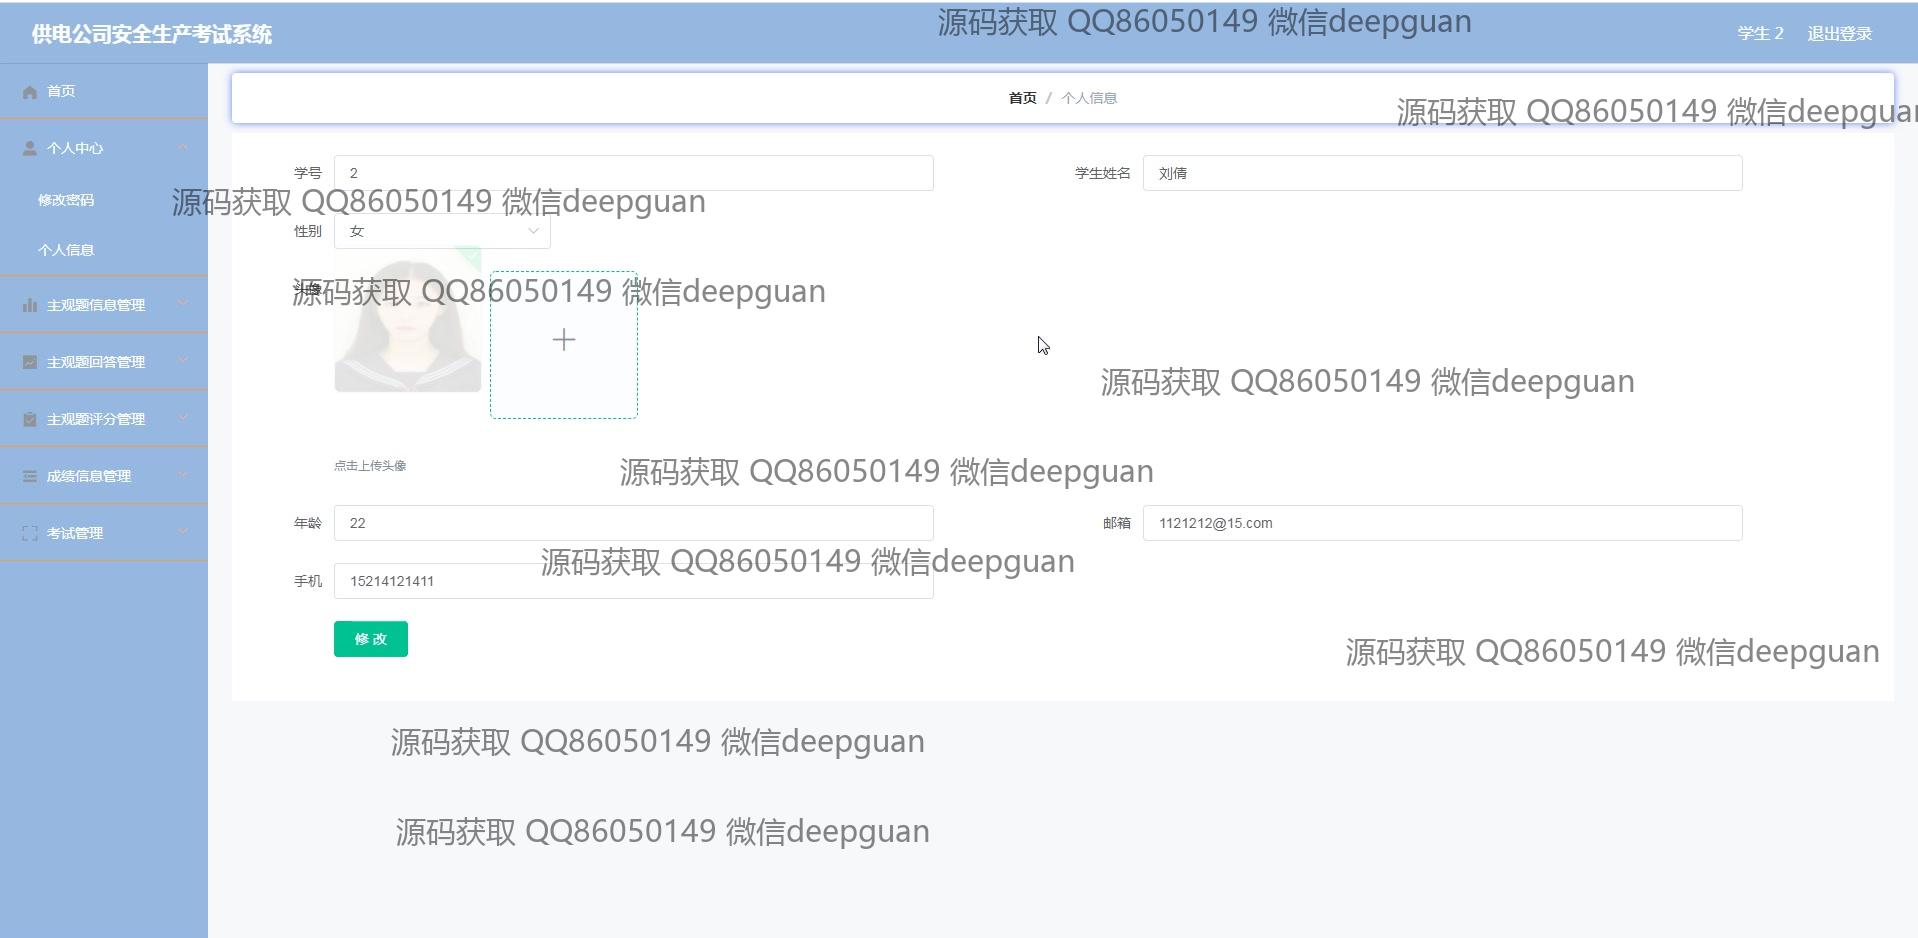 供电公司安全生产考试系统
源码获取 QQ86050149 微信deepguan
学生 2
退出登录
首页
首页 / 个人信息
源码获取 QQ86050149 微信deepguan
个人中心
学号
2
学生姓名
刘倩
修改密码
源码获取 QQ86050149 微信deepguan
性别
女
个人信息
头像
源码获取 QQ86050149 微信deepguan
主观题信息管理
主观题回答管理
源码获取 QQ86050149 微信deepguan
主观题评分管理
点击上传头像
源码获取 QQ86050149 微信deepguan
成绩信息管理
年龄
22
邮箱
1121212@15.com
考试管理
源码获取 QQ86050149 微信deepguan
手机
15214121411
修改
源码获取 QQ86050149 微信deepguan
源码获取 QQ86050149 微信deepguan
源码获取 QQ86050149 微信deepguan